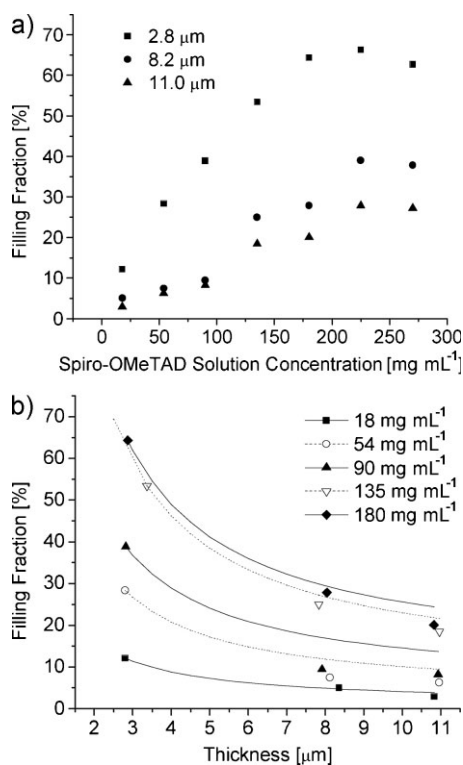 a)
70
60
50
40
30
20
10
0
Filling Fraction [%]
2.8 μm
8.2 μm
11.0 μm
0 50 100 150 200 250 300
Spiro-OMeTAD Solution Concentration [mg mL⁻¹]
b)
70
60
50
40
30
20
10
0
Filling Fraction [%]
18 mg mL⁻¹
54 mg mL⁻¹
90 mg mL⁻¹
135 mg mL⁻¹
180 mg mL⁻¹
2 3 4 5 6 7 8 9 10 11
Thickness [μm]